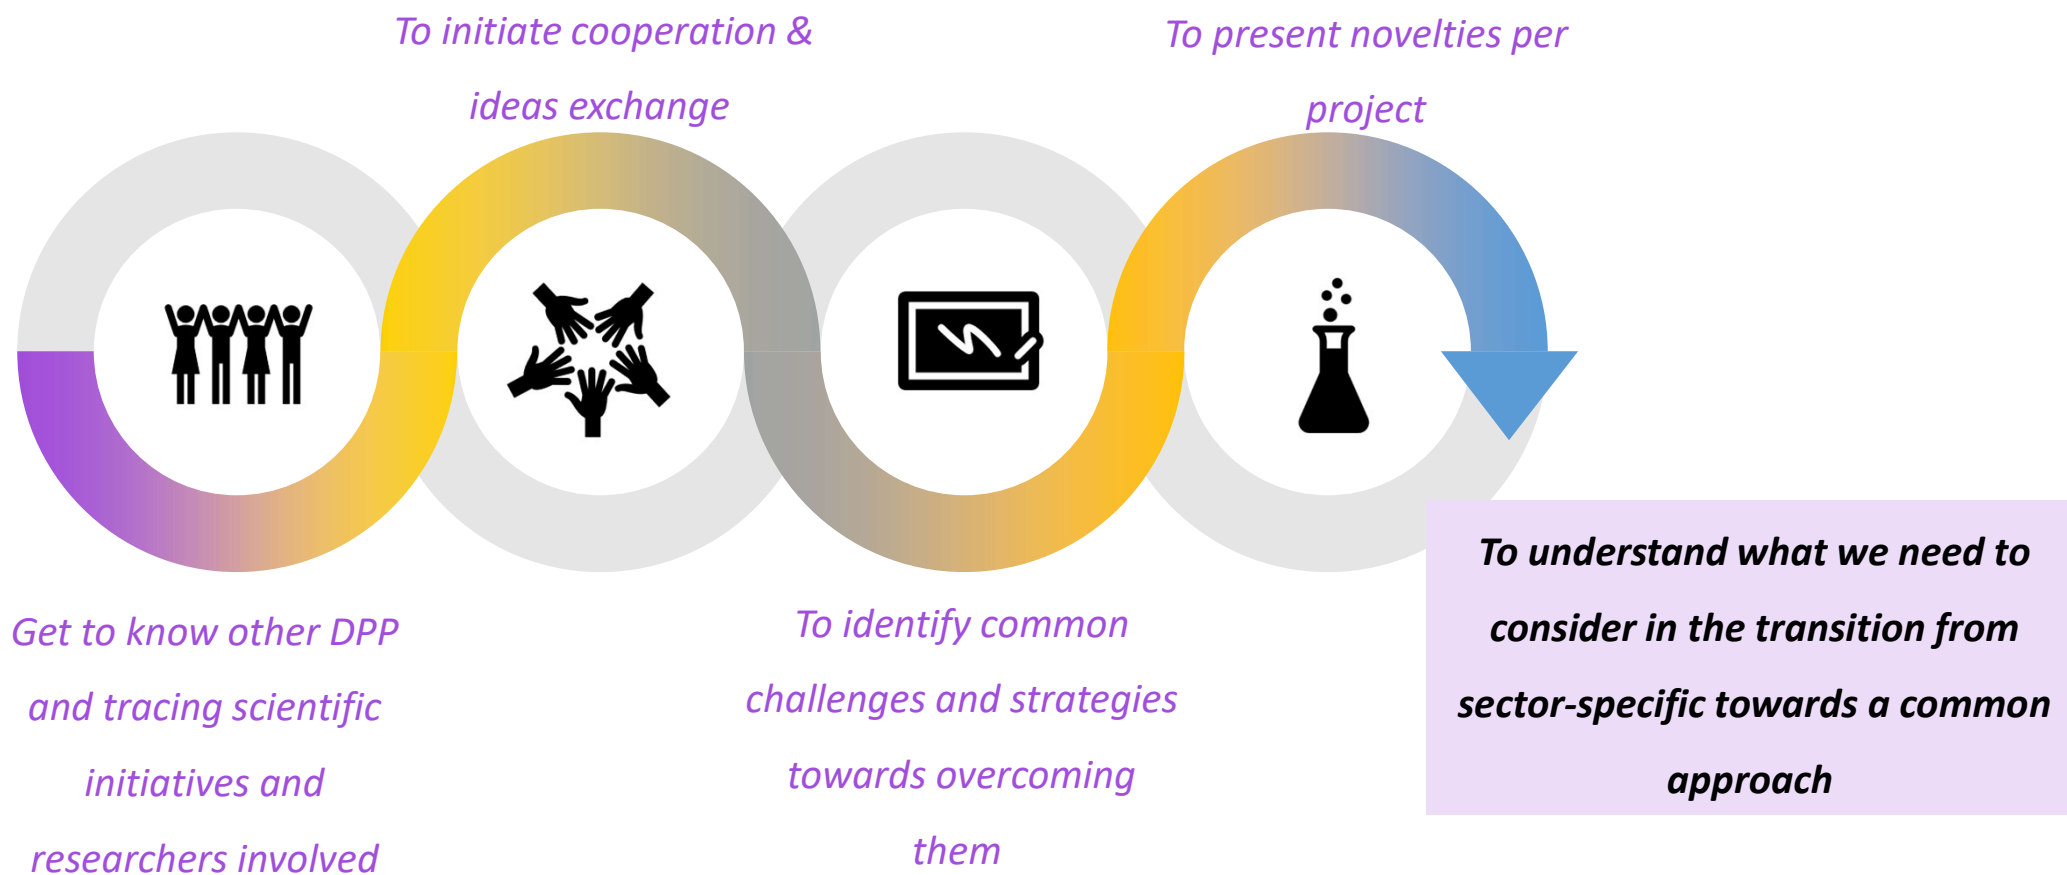 To initiate cooperation &
ideas exchange
To present novelties per
project
Get to know other DPP
and tracing scientific
initiatives and
researchers involved
To identify common
challenges and strategies
towards overcoming
them
To understand what we need to
consider in the transition from
sector-specific towards a common
approach